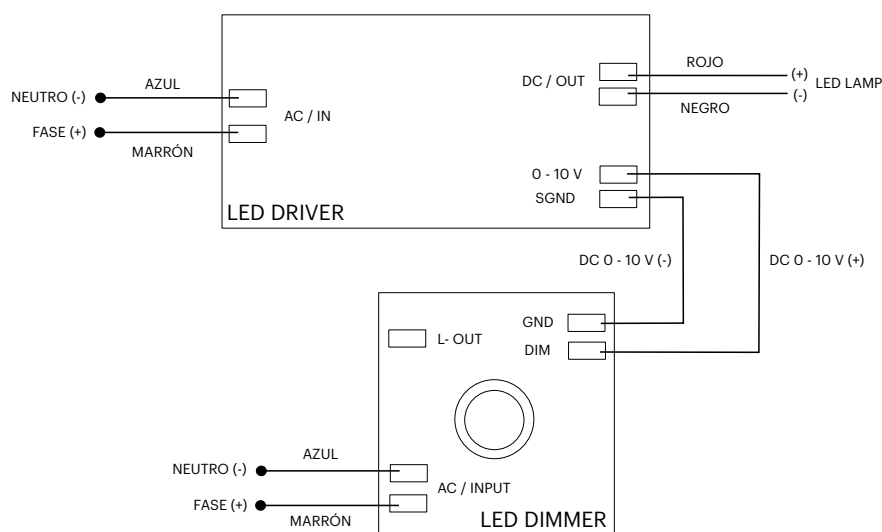 AZUL
NEUTRO (-)
FASE (+)
MARRÓN
AC / IN
LED DRIVER
DC / OUT
ROJO
(+)
(-)
LED LAMP
NEGRO
0 - 10 V
SGND
DC 0 - 10 V (-)
DC 0 - 10 V (+)
GND
DIM
L- OUT
AZUL
NEUTRO (-)
FASE (+)
MARRÓN
AC / INPUT
LED DIMMER